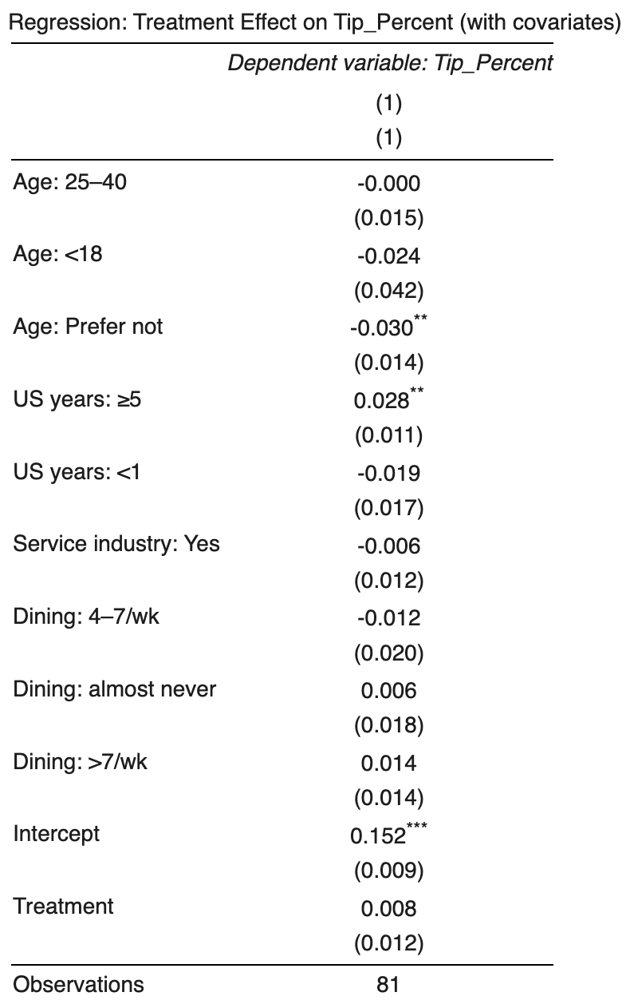 Regression: Treatment Effect on Tip_Percent (with covariates)
Dependent variable: Tip_Percent
(1)
(1)
Age: 25–40 -0.000
(0.015)
Age: <18 -0.024
(0.042)
Age: Prefer not -0.030**
(0.014)
US years: ≥5 0.028**
(0.011)
US years: <1 -0.019
(0.017)
Service industry: Yes -0.006
(0.012)
Dining: 4–7/wk -0.012
(0.020)
Dining: almost never 0.006
(0.018)
Dining: >7/wk 0.014
(0.014)
Intercept 0.152***
(0.009)
Treatment 0.008
(0.012)
Observations 81